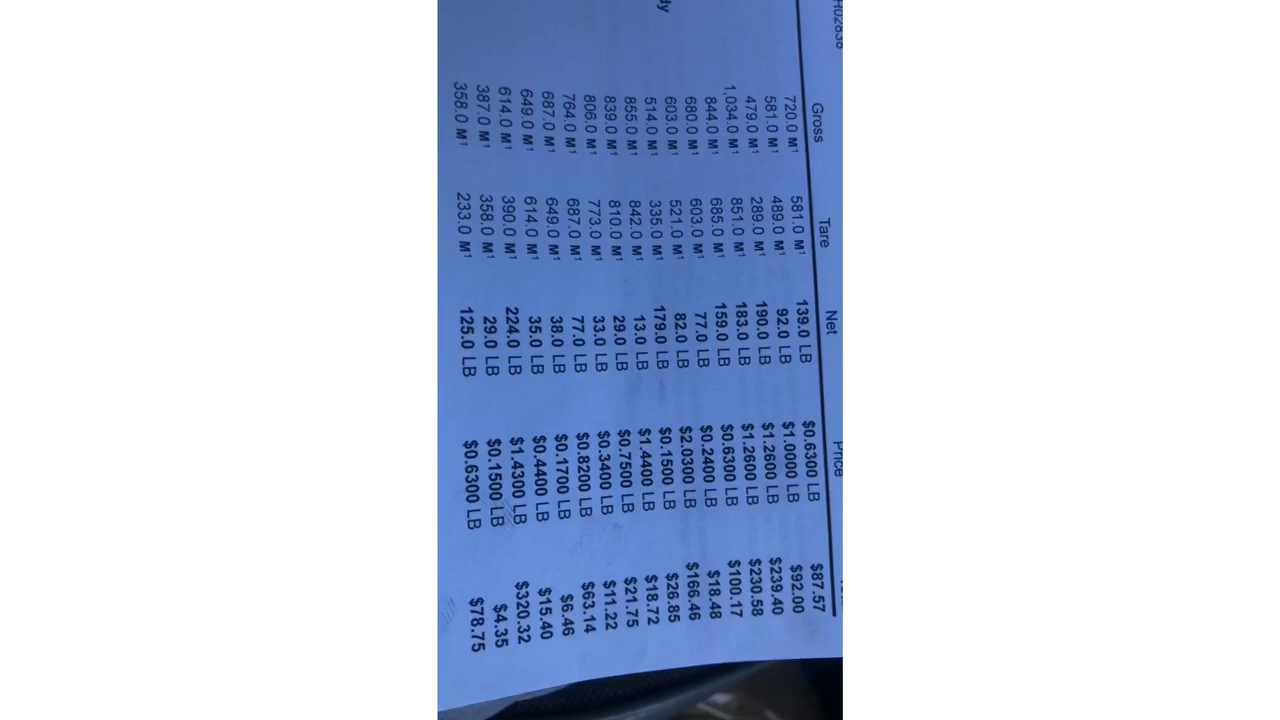 H02838
Gross Tare Net Price
720.0 M¹ 581.0 M¹ 139.0 LB $0.6300 LB $87.57
581.0 M¹ 489.0 M¹ 92.0 LB $1.0000 LB $92.00
479.0 M¹ 289.0 M¹ 190.0 LB $1.2600 LB $239.40
1,034.0 M¹ 851.0 M¹ 183.0 LB $1.2600 LB $230.58
844.0 M¹ 685.0 M¹ 159.0 LB $0.6300 LB $100.17
680.0 M¹ 603.0 M¹ 77.0 LB $0.2400 LB $18.48
603.0 M¹ 521.0 M¹ 82.0 LB $2.0300 LB $166.46
514.0 M¹ 335.0 M¹ 179.0 LB $0.1500 LB $26.85
855.0 M¹ 842.0 M¹ 13.0 LB $1.4400 LB $18.72
839.0 M¹ 810.0 M¹ 29.0 LB $0.7500 LB $21.75
806.0 M¹ 773.0 M¹ 33.0 LB $0.3400 LB $11.22
764.0 M¹ 687.0 M¹ 77.0 LB $0.8200 LB $63.14
687.0 M¹ 649.0 M¹ 38.0 LB $0.1700 LB $6.46
649.0 M¹ 614.0 M¹ 35.0 LB $0.4400 LB $15.40
614.0 M¹ 390.0 M¹ 224.0 LB $1.4300 LB $320.32
387.0 M¹ 358.0 M¹ 29.0 LB $0.1500 LB $4.35
358.0 M¹ 233.0 M¹ 125.0 LB $0.6300 LB $78.75